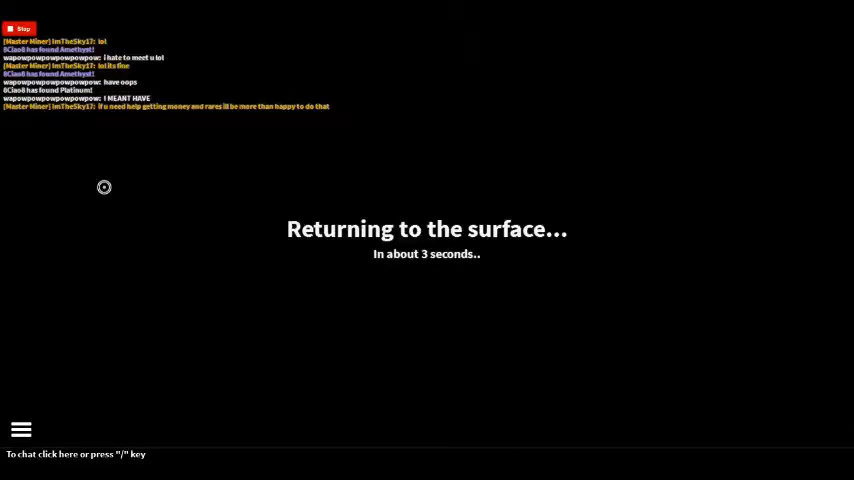 Stop
[Master Miner] ImTheSky17: lol
8Ciao8 has found Amethyst!
wapowpowpowpowpowpow: i hate to meet u lol
[Master Miner] ImTheSky17: lol its fine
8Ciao8 has found Amethyst!
wapowpowpowpowpowpow: have oops
8Ciao8 has found Platinum!
wapowpowpowpowpowpow: I MEANT HAVE
[Master Miner] ImTheSky17: if u need help getting money and rares ill be more than happy to do that
Returning to the surface...
In about 3 seconds..
To chat click here or press "/" key